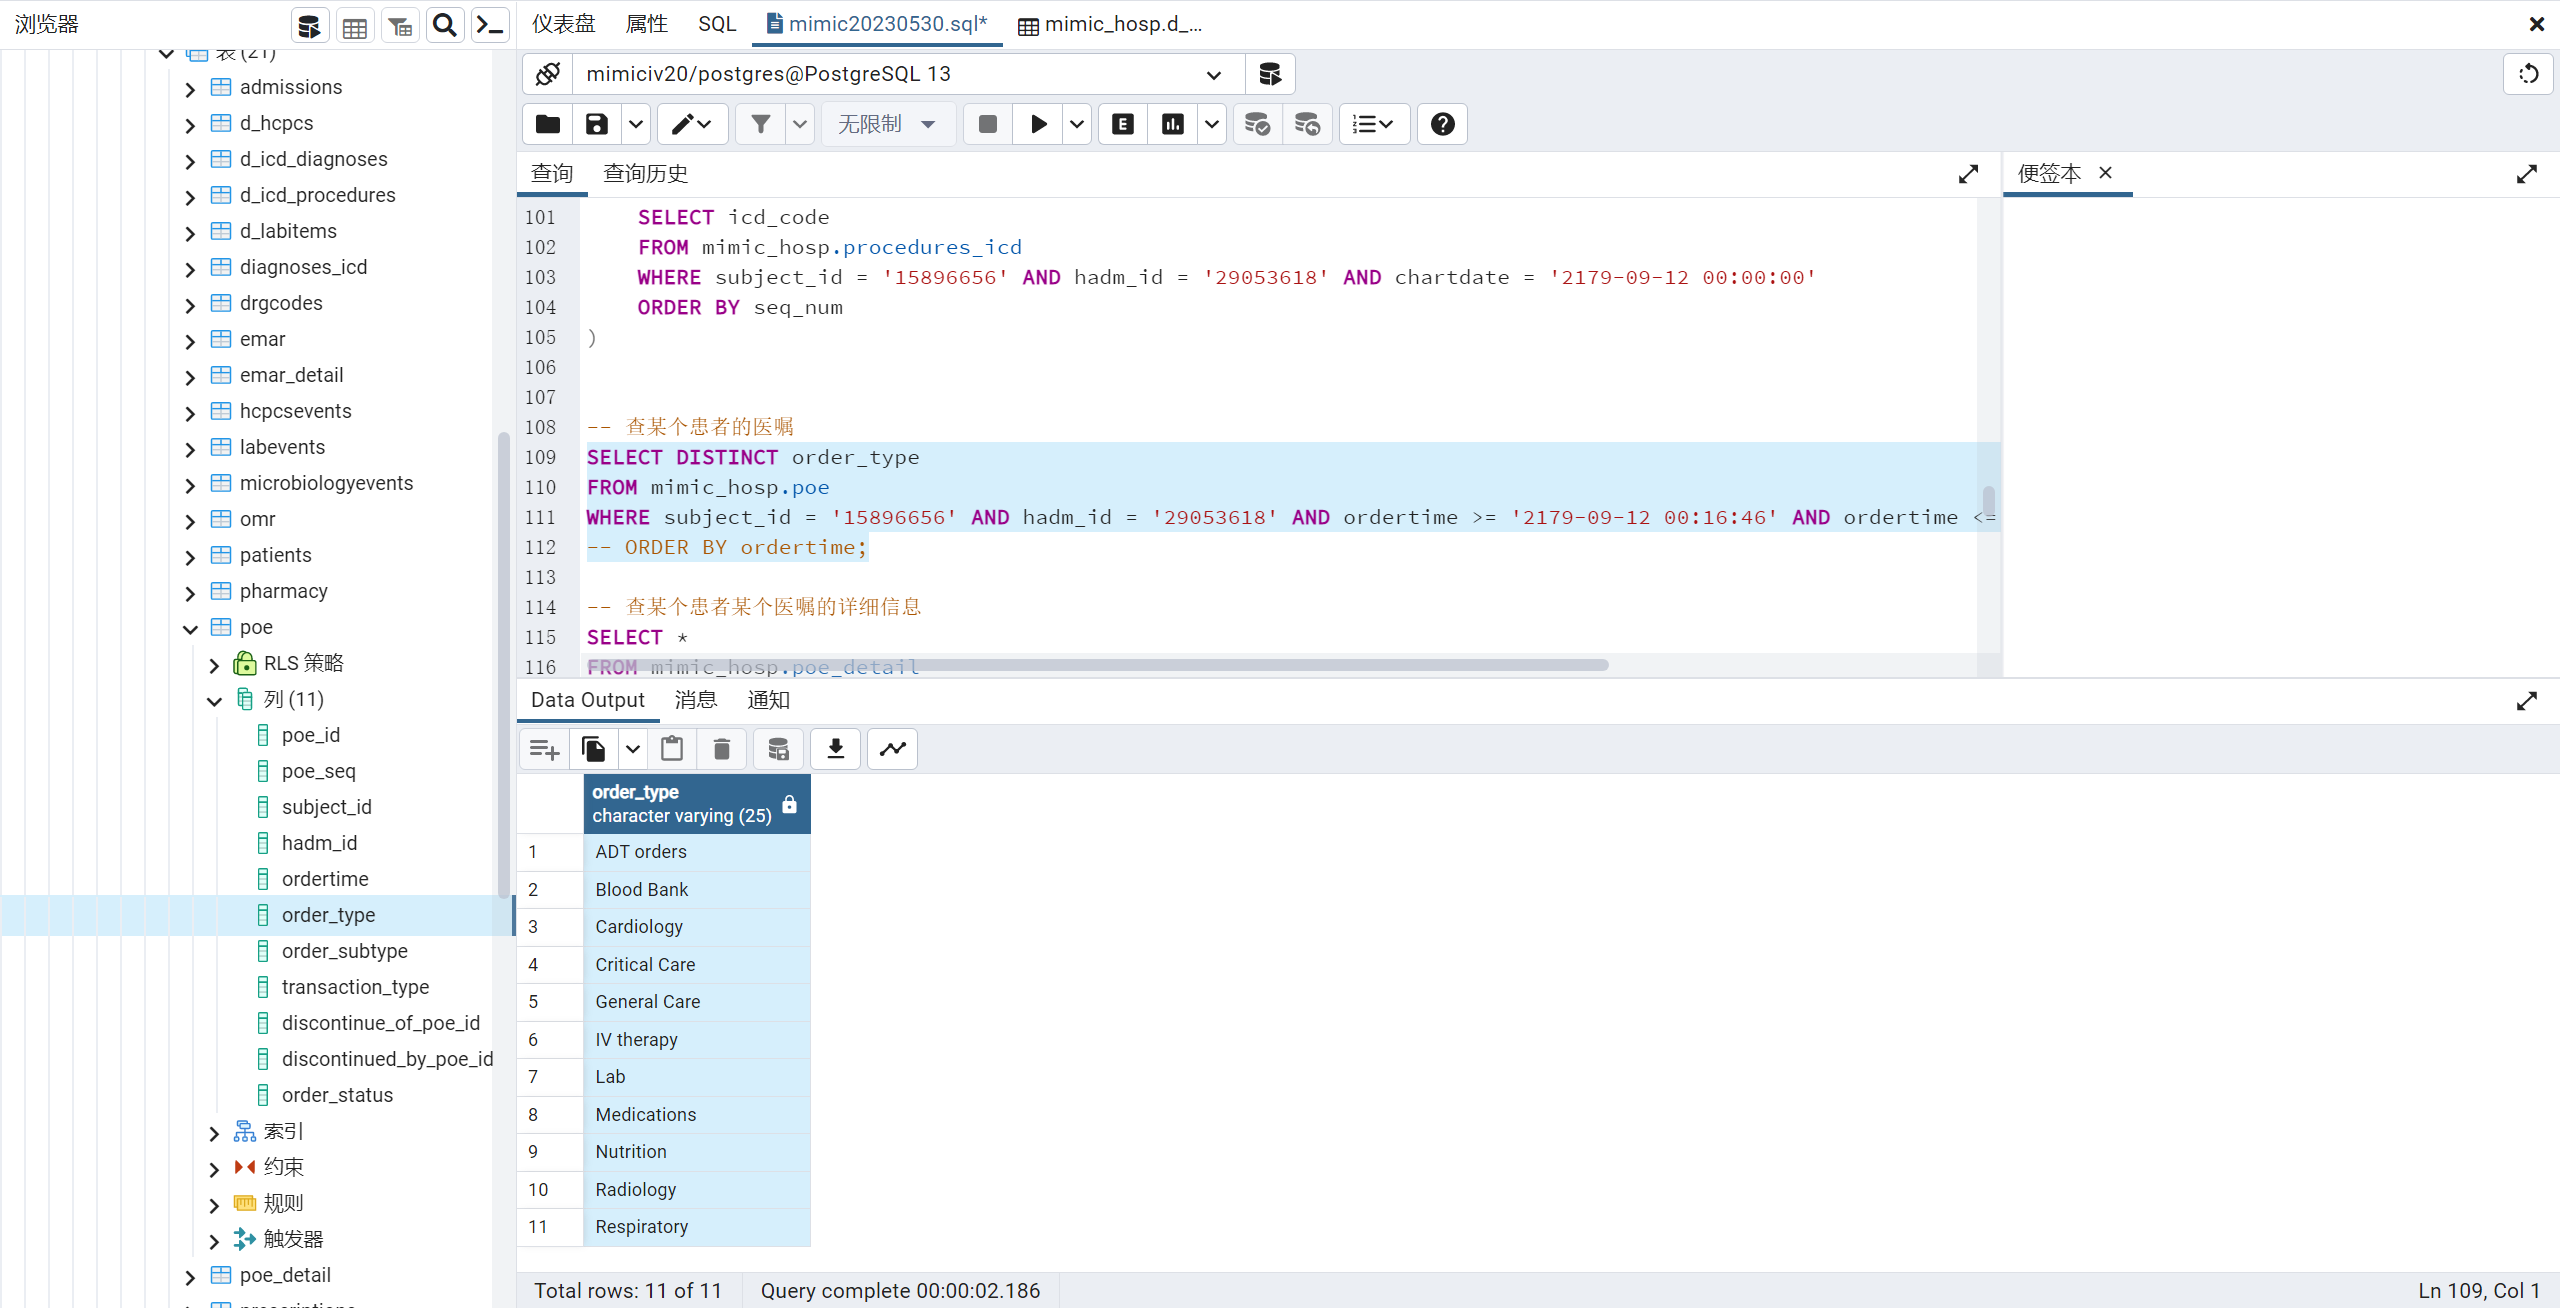 浏览器
仪表盘
属性
SQL
mimic20230530.sql*
mimic_hosp.d_...
表 (21)
admissions
d_hcpcs
d_icd_diagnoses
d_icd_procedures
d_labitems
diagnoses_icd
drgcodes
emar
emar_detail
hcpcsevents
labevents
microbiologyevents
omr
patients
pharmacy
poe
RLS 策略
列 (11)
poe_id
poe_seq
subject_id
hadm_id
ordertime
order_type
order_subtype
transaction_type
discontinue_of_poe_id
discontinued_by_poe_id
order_status
索引
约束
规则
触发器
poe_detail
prescriptions
mimiciv20/postgres@PostgreSQL 13
无限制
E
查询
查询历史
便签本
101 SELECT icd_code
102 FROM mimic_hosp.procedures_icd
103 WHERE subject_id = '15896656' AND hadm_id = '29053618' AND chartdate = '2179-09-12 00:00:00'
104 ORDER BY seq_num
105 )
106
107
108 -- 查某个患者的医嘱
109 SELECT DISTINCT order_type
110 FROM mimic_hosp.poe
111 WHERE subject_id = '15896656' AND hadm_id = '29053618' AND ordertime >= '2179-09-12 00:16:46' AND ordertime <=
112 -- ORDER BY ordertime;
113
114 -- 查某个患者某个医嘱的详细信息
115 SELECT *
116 FROM mimic_hosp.poe_detail
Data Output
消息
通知
order_type
character varying (25)
1 ADT orders
2 Blood Bank
3 Cardiology
4 Critical Care
5 General Care
6 IV therapy
7 Lab
8 Medications
9 Nutrition
10 Radiology
11 Respiratory
Total rows: 11 of 11
Query complete 00:00:02.186
Ln 109, Col 1